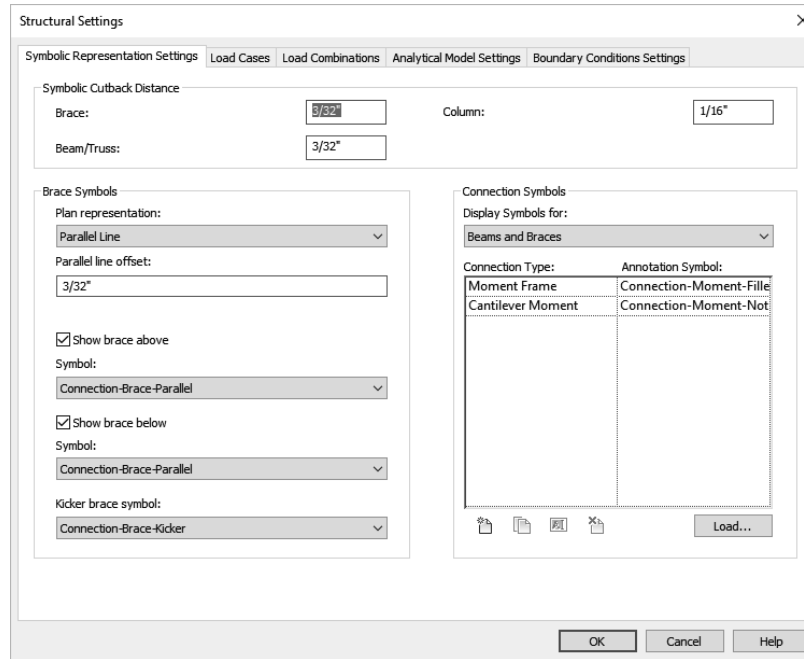 Structural Settings
Symbolic Representation Settings Load Cases Load Combinations Analytical Model Settings Boundary Conditions Settings
Symbolic Cutback Distance
Brace: 3/32" Column: 1/16"
Beam/Truss: 3/32"
Brace Symbols
Plan representation:
Parallel Line
Parallel line offset:
3/32"
Show brace above
Symbol:
Connection-Brace-Parallel
Show brace below
Symbol:
Connection-Brace-Parallel
Kicker brace symbol:
Connection-Brace-Kicker
Connection Symbols
Display Symbols for:
Beams and Braces
Connection Type: Annotation Symbol:
Moment Frame Connection-Moment-Fille
Cantilever Moment Connection-Moment-Not
Load...
OK Cancel Help